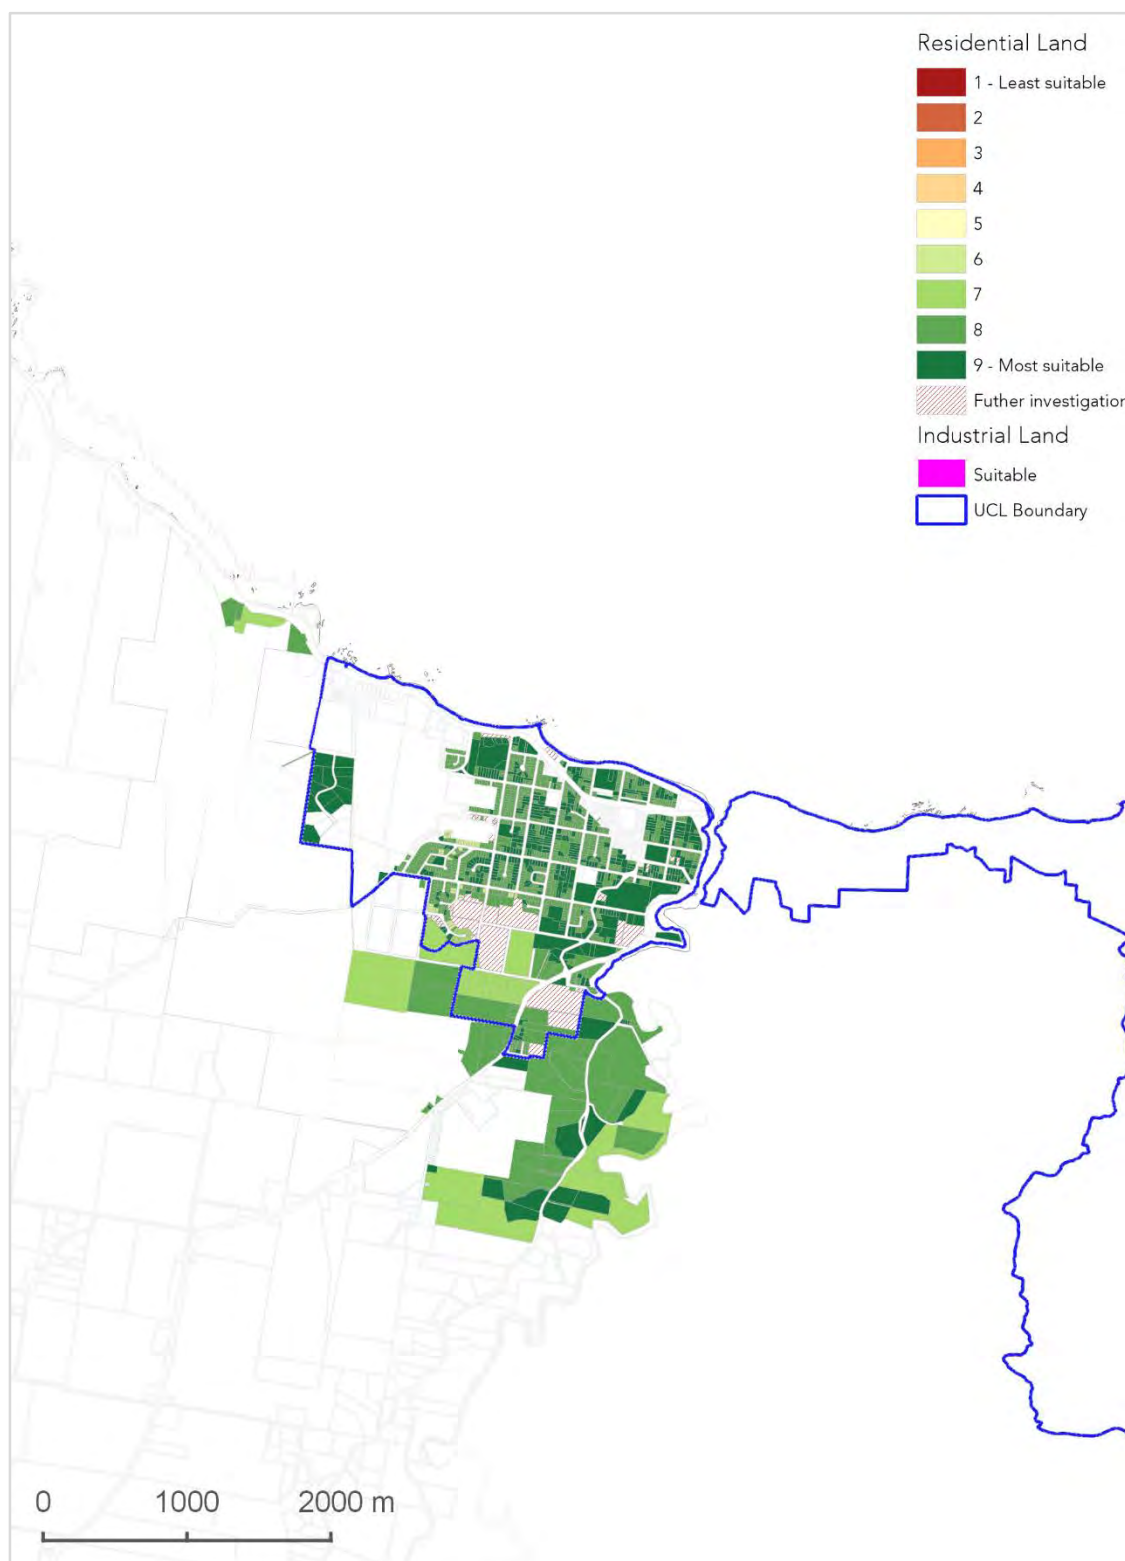 Residential Land
1 - Least suitable
2
3
4
5
6
7
8
9 - Most suitable
Futher investigation
Industrial Land
Suitable
UCL Boundary
0 1000 2000 m